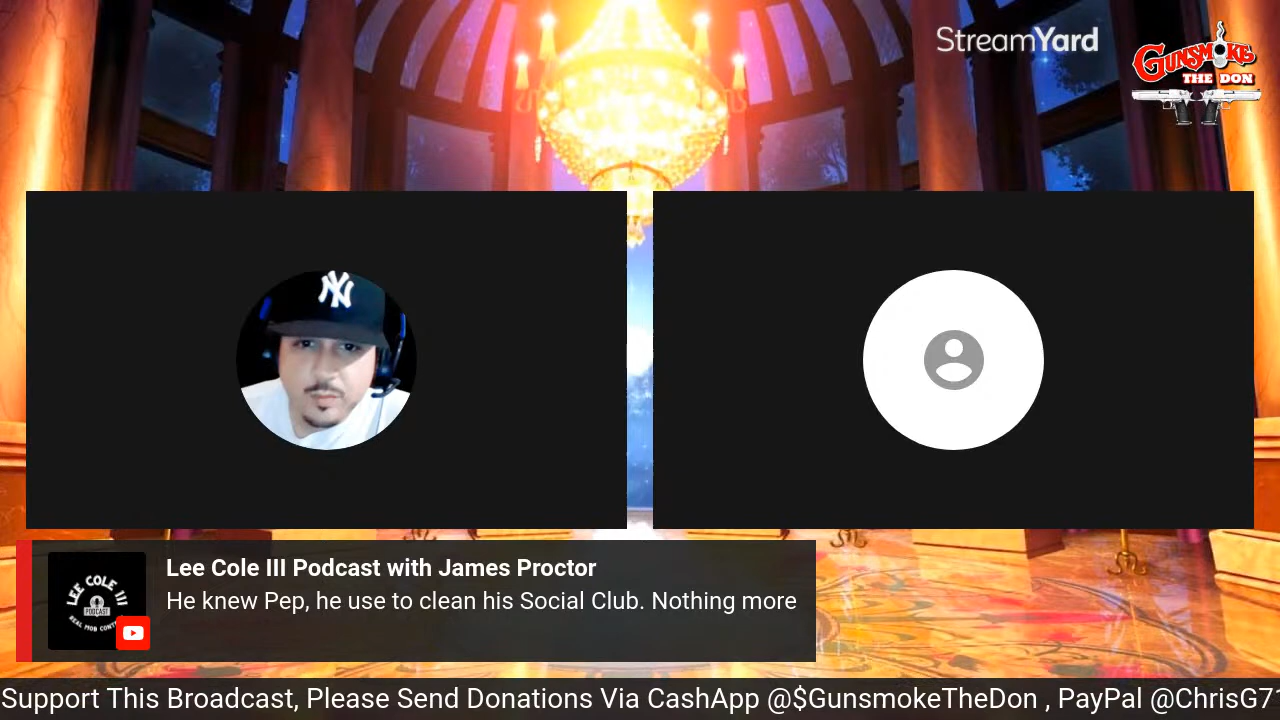 StreamYard
GUNSMOKE
THE DON
NY
LEE COLE III
PODCAST
Lee Cole III Podcast with James Proctor
He knew Pep, he use to clean his Social Club. Nothing more
Support This Broadcast, Please Send Donations Via CashApp @$GunsmokeTheDon , PayPal @ChrisG71